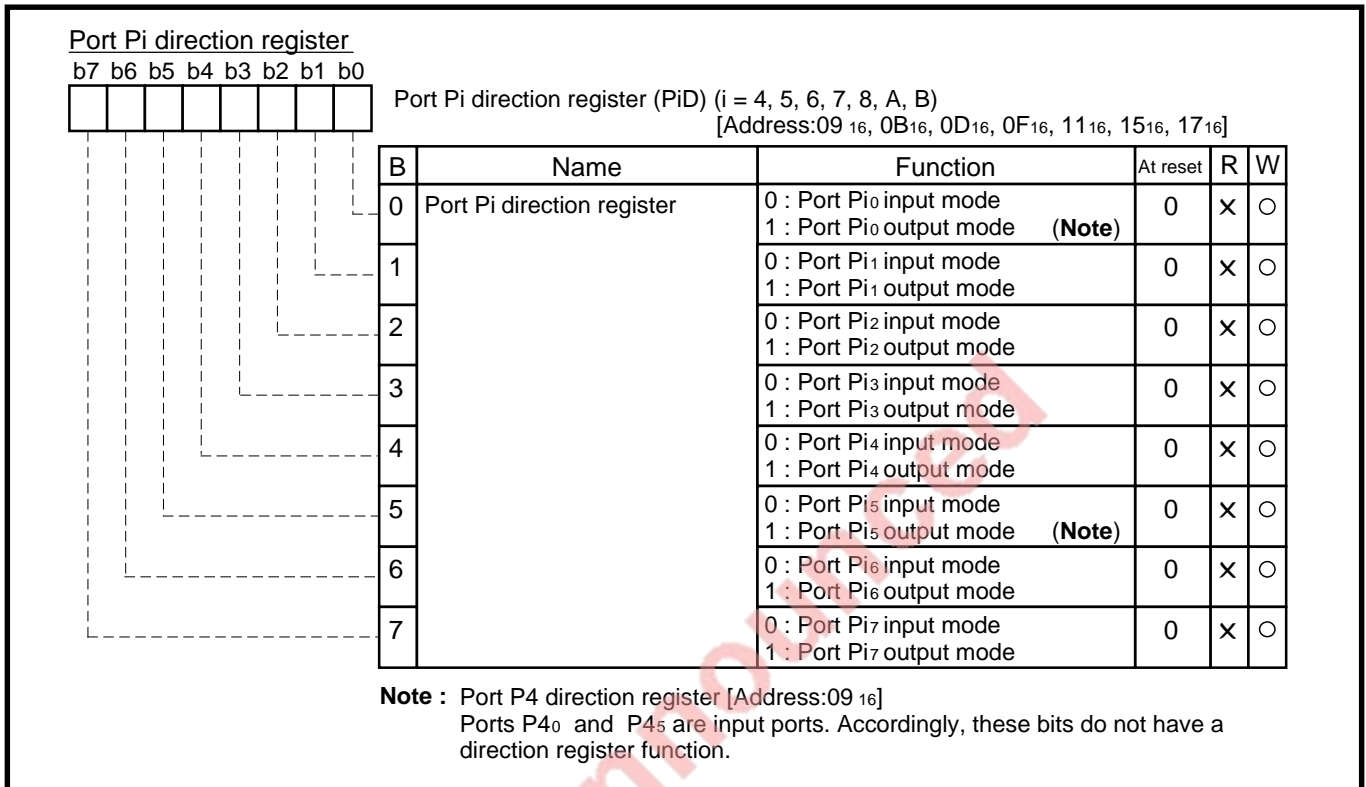 Port Pi direction register
b7 b6 b5 b4 b3 b2 b1 b0
Port Pi direction register (PiD) (i = 4, 5, 6, 7, 8, A, B)
[Address:09 16, 0B16, 0D16, 0F16, 1116, 1516, 1716]
B Name Function At reset R W
0 Port Pi direction register 0 : Port Pi0 input mode 0 × ○
1 : Port Pi0 output mode (Note)
1 0 : Port Pi1 input mode 0 × ○
1 : Port Pi1 output mode
2 0 : Port Pi2 input mode 0 × ○
1 : Port Pi2 output mode
3 0 : Port Pi3 input mode 0 × ○
1 : Port Pi3 output mode
4 0 : Port Pi4 input mode 0 × ○
1 : Port Pi4 output mode
5 0 : Port Pi5 input mode 0 × ○
1 : Port Pi5 output mode (Note)
6 0 : Port Pi6 input mode 0 × ○
1 : Port Pi6 output mode
7 0 : Port Pi7 input mode 0 × ○
1 : Port Pi7 output mode
Note : Port P4 direction register [Address:09 16]
Ports P40 and P45 are input ports. Accordingly, these bits do not have a
direction register function.
nnounced